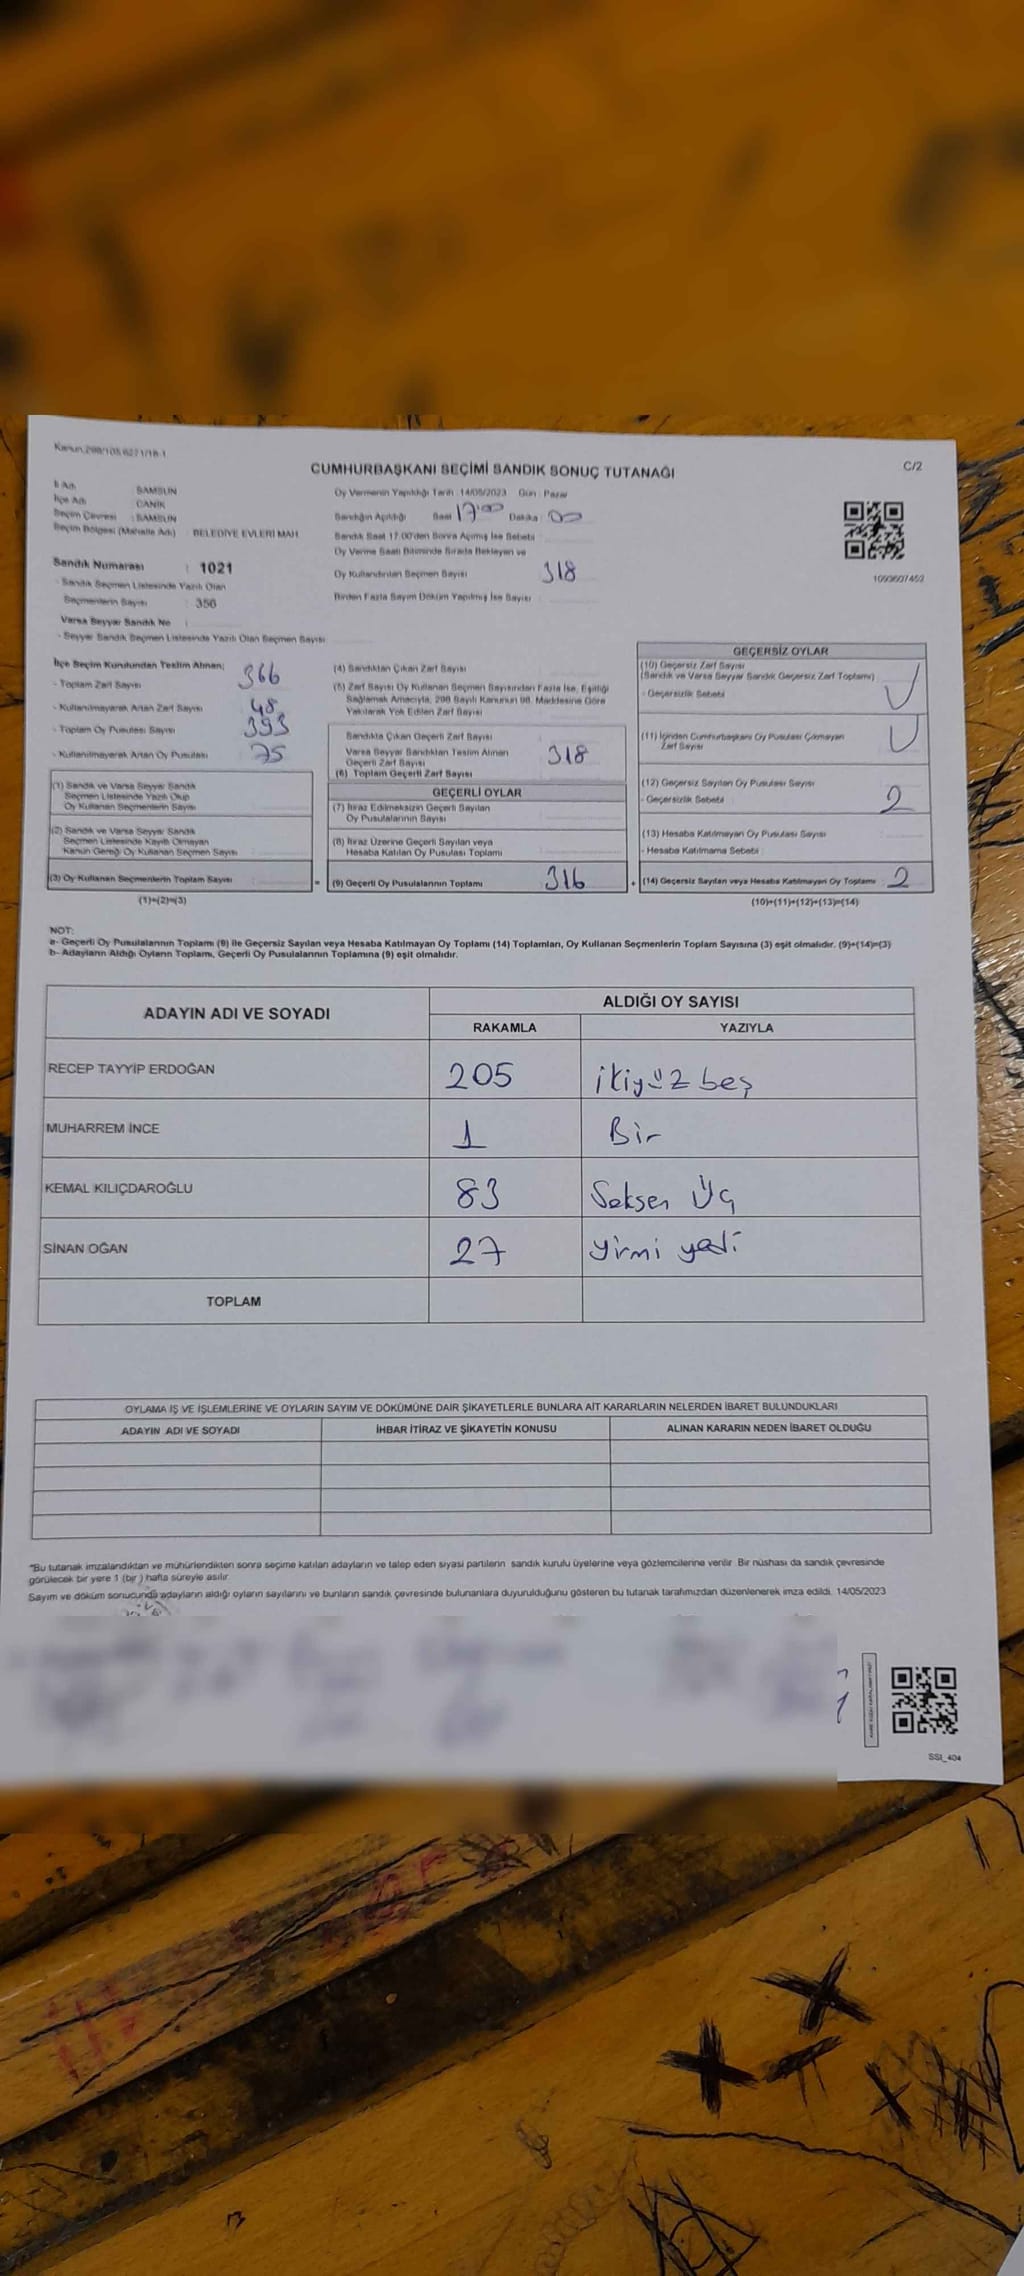 Kanun:298/105,6271/18-1
CUMHURBAŞKANI SEÇİMİ SANDIK SONUÇ TUTANAĞI
C/2
İl Adı : SAMSUN
İlçe Adı : CANİK
Seçim Çevresi : SAMSUN
Seçim Bölgesi (Mahalle Adı) : BELEDİYE EVLERİ MAH.
Sandık Numarası : 1021
- Sandık Seçmen Listesinde Yazılı Olan
Seçmenlerin Sayısı : 356
Varsa Seyyar Sandık No :
- Seyyar Sandık Seçmen Listesinde Yazılı Olan Seçmen Sayısı
Oy Vermenin Yapıldığı Tarih :14/05/2023 Gün : Pazar
Sandığın Açıldığı Saat 17:00 Dakika : 00
Sandık Saat 17.00'den Sonra Açılmış İse Sebebi :
Oy Verme Saati Bitiminde Sırada Bekleyen ve
Oy Kullandırılan Seçmen Sayısı 318
Birden Fazla Sayım Döküm Yapılmış İse Sayısı :
1093607452
İlçe Seçim Kurulundan Teslim Alınan;
- Toplam Zarf Sayısı 366
- Kullanılmayarak Artan Zarf Sayısı 48
- Toplam Oy Pusulası Sayısı 393
- Kullanılmayarak Artan Oy Pusulası 75
(1) Sandık ve Varsa Seyyar Sandık
Seçmen Listesinde Yazılı Olup
Oy Kullanan Seçmenlerin Sayısı
(2) Sandık ve Varsa Seyyar Sandık
Seçmen Listesinde Kayıtlı Olmayan
Kanun Gereği Oy Kullanan Seçmen Sayısı
(3) Oy Kullanan Seçmenlerin Toplam Sayısı :
(1)+(2)=(3)
(4) Sandıktan Çıkan Zarf Sayısı
(5) Zarf Sayısı Oy Kullanan Seçmen Sayısından Fazla İse, Eşitliği
Sağlamak Amacıyla, 298 Sayılı Kanunun 98. Maddesine Göre
Yakılarak Yok Edilen Zarf Sayısı
Sandıkta Çıkan Geçerli Zarf Sayısı
Varsa Seyyar Sandıktan Teslim Alınan
Geçerli Zarf Sayısı
(6) Toplam Geçerli Zarf Sayısı
318
GEÇERLİ OYLAR
(7) İtiraz Edilmeksizin Geçerli Sayılan
Oy Pusulalarının Sayısı
(8) İtiraz Üzerine Geçerli Sayılan veya
Hesaba Katılan Oy Pusulası Toplamı
= (9) Geçerli Oy Pusulalarının Toplamı 316
GEÇERSİZ OYLAR
(10) Geçersiz Zarf Sayısı
(Sandık ve Varsa Seyyar Sandık Geçersiz Zarf Toplamı)
- Geçersizlik Sebebi
(11) İçinden Cumhurbaşkanı Oy Pusulası Çıkmayan
Zarf Sayısı
(12) Geçersiz Sayılan Oy Pusulası Sayısı
- Geçersizlik Sebebi : 2
(13) Hesaba Katılmayan Oy Pusulası Sayısı :
- Hesaba Katılmama Sebebi :
+ (14) Geçersiz Sayılan veya Hesaba Katılmayan Oy Toplamı : 2
(10)+(11)+(12)+(13)=(14)
NOT:
a- Geçerli Oy Pusulalarının Toplamı (9) ile Geçersiz Sayılan veya Hesaba Katılmayan Oy Toplamı (14) Toplamları, Oy Kullanan Seçmenlerin Toplam Sayısına (3) eşit olmalıdır. (9)+(14)=(3)
b- Adayların Aldığı Oyların Toplamı, Geçerli Oy Pusulalarının Toplamına (9) eşit olmalıdır.
ADAYIN ADI VE SOYADI
ALDIĞI OY SAYISI
RAKAMLA YAZIYLA
RECEP TAYYİP ERDOĞAN 205 ikiyüz beş
MUHARREM İNCE 1 Bir
KEMAL KILIÇDAROĞLU 83 Seksen Üç
SİNAN OĞAN 27 yirmi yedi
TOPLAM
OYLAMA İŞ VE İŞLEMLERİNE VE OYLARIN SAYIM VE DÖKÜMÜNE DAİR ŞİKAYETLERLE BUNLARA AİT KARARLARIN NELERDEN İBARET BULUNDUKLARI
ADAYIN ADI VE SOYADI İHBAR İTİRAZ VE ŞİKAYETİN KONUSU ALINAN KARARIN NEDEN İBARET OLDUĞU
*Bu tutanak imzalandıktan ve mühürlendikten sonra seçime katılan adayların ve talep eden siyasi partilerin sandık kurulu üyelerine veya gözlemcilerine verilir. Bir nüshası da sandık çevresinde
görülecek bir yere 1 (bir ) hafta süreyle asılır.
Sayım ve döküm sonucunda adayların aldığı oyların sayılarını ve bunların sandık çevresinde bulunanlara duyurulduğunu gösteren bu tutanak tarafımızdan düzenlenerek imza edildi. 14/05/2023
SSI_404